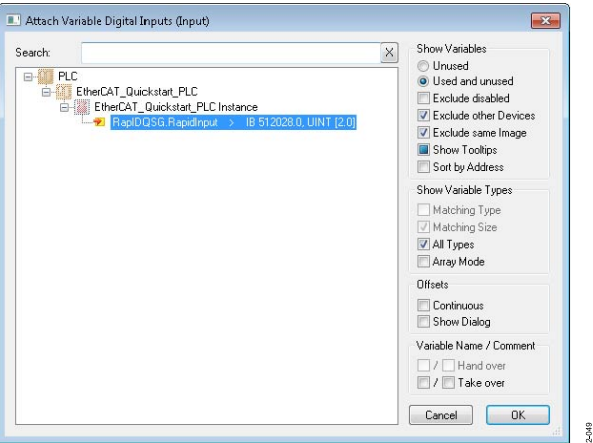 Attach Variable Digital Inputs (Input)
Search:
X
PLC
EtherCAT_Quickstart_PLC
EtherCAT_Quickstart_PLC Instance
RapIDQSG.RapidInput > IB 512028.0, UINT [2.0]
Show Variables
Unused
Used and unused
Exclude disabled
Exclude other Devices
Exclude same Image
Show Tooltips
Sort by Address
Show Variable Types
Matching Type
Matching Size
All Types
Array Mode
Offsets
Continuous
Show Dialog
Variable Name / Comment
/ Hand over
/ Take over
Cancel
OK
2-049